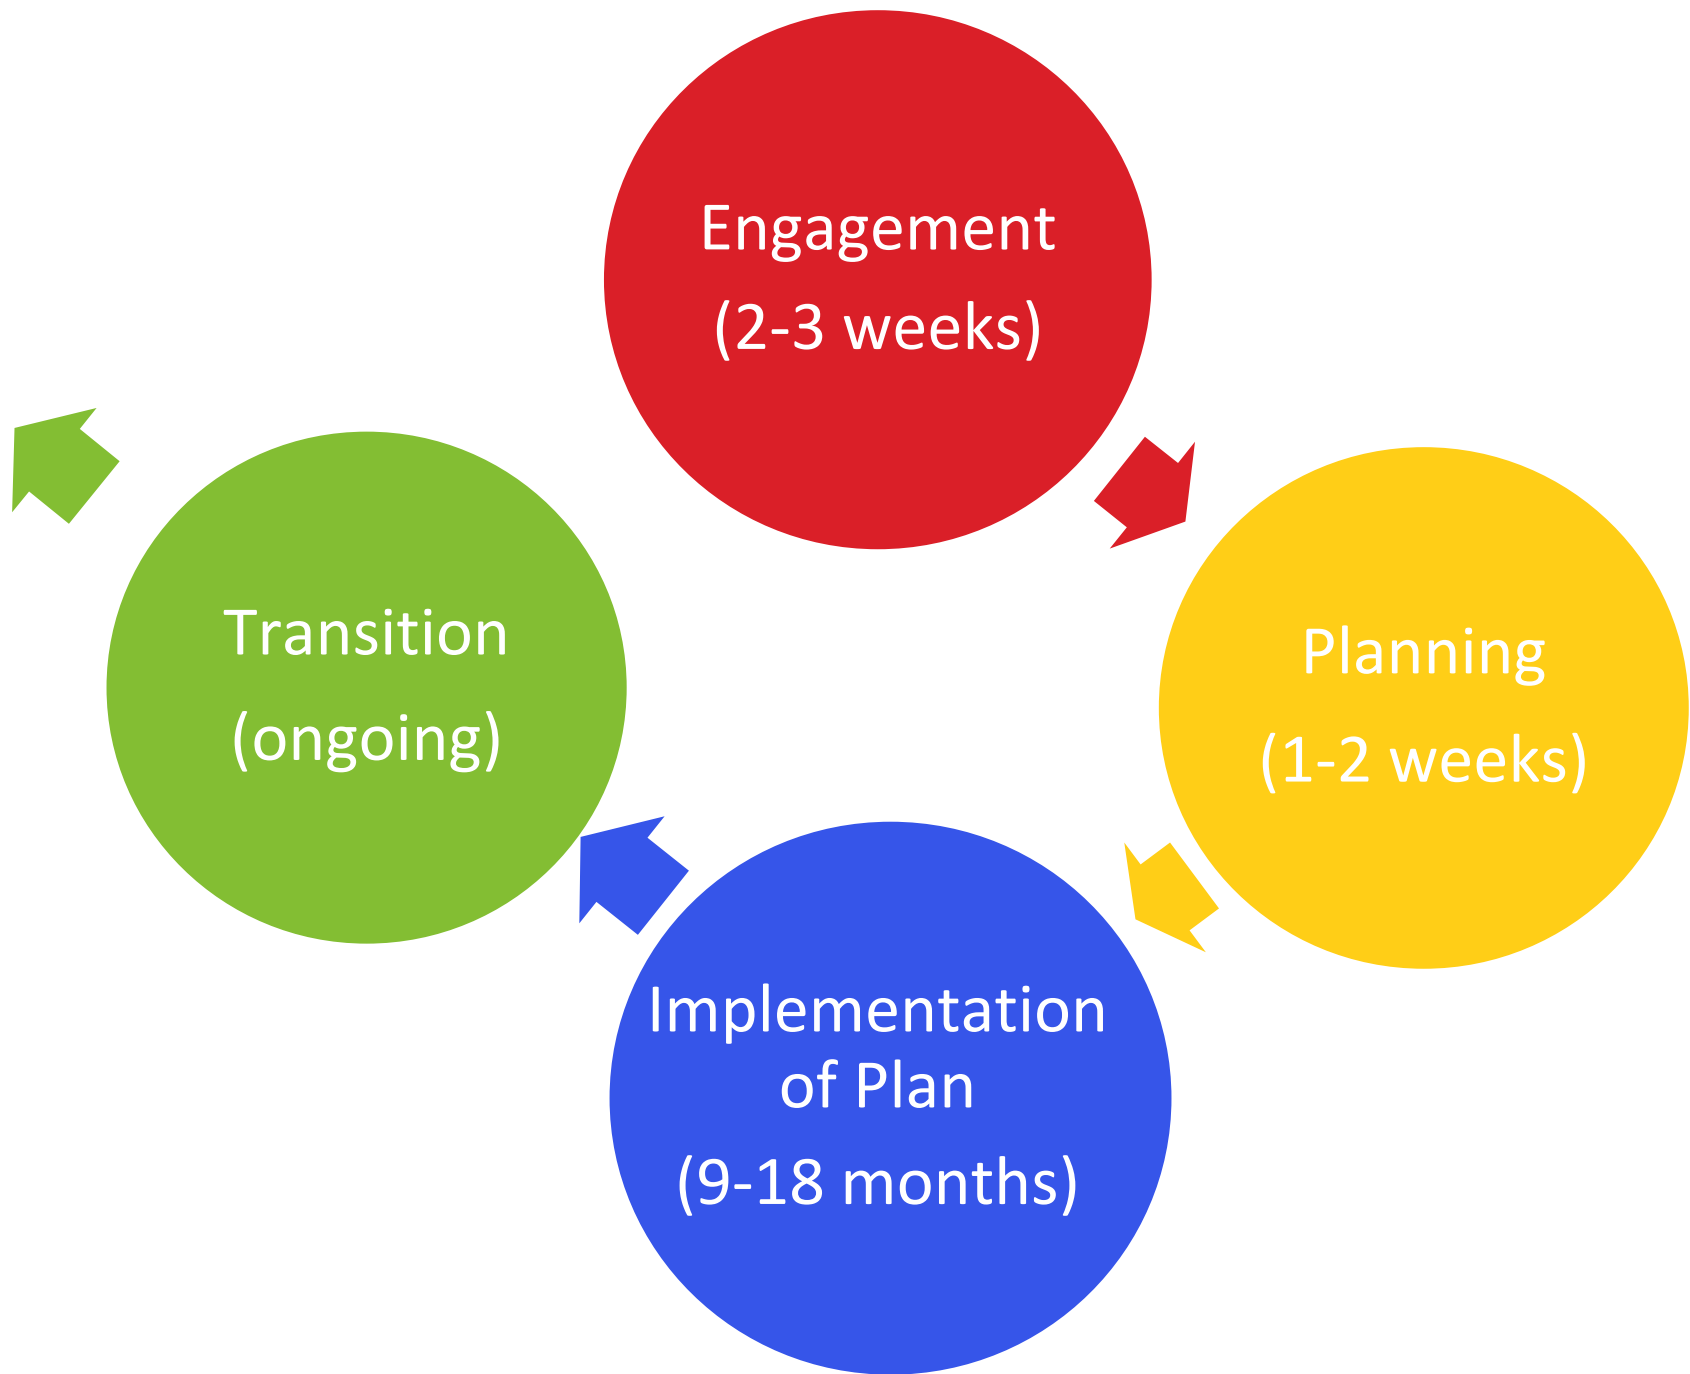 Engagement
(2-3 weeks)
Planning
(1-2 weeks)
Implementation
of Plan
(9-18 months)
Transition
(ongoing)